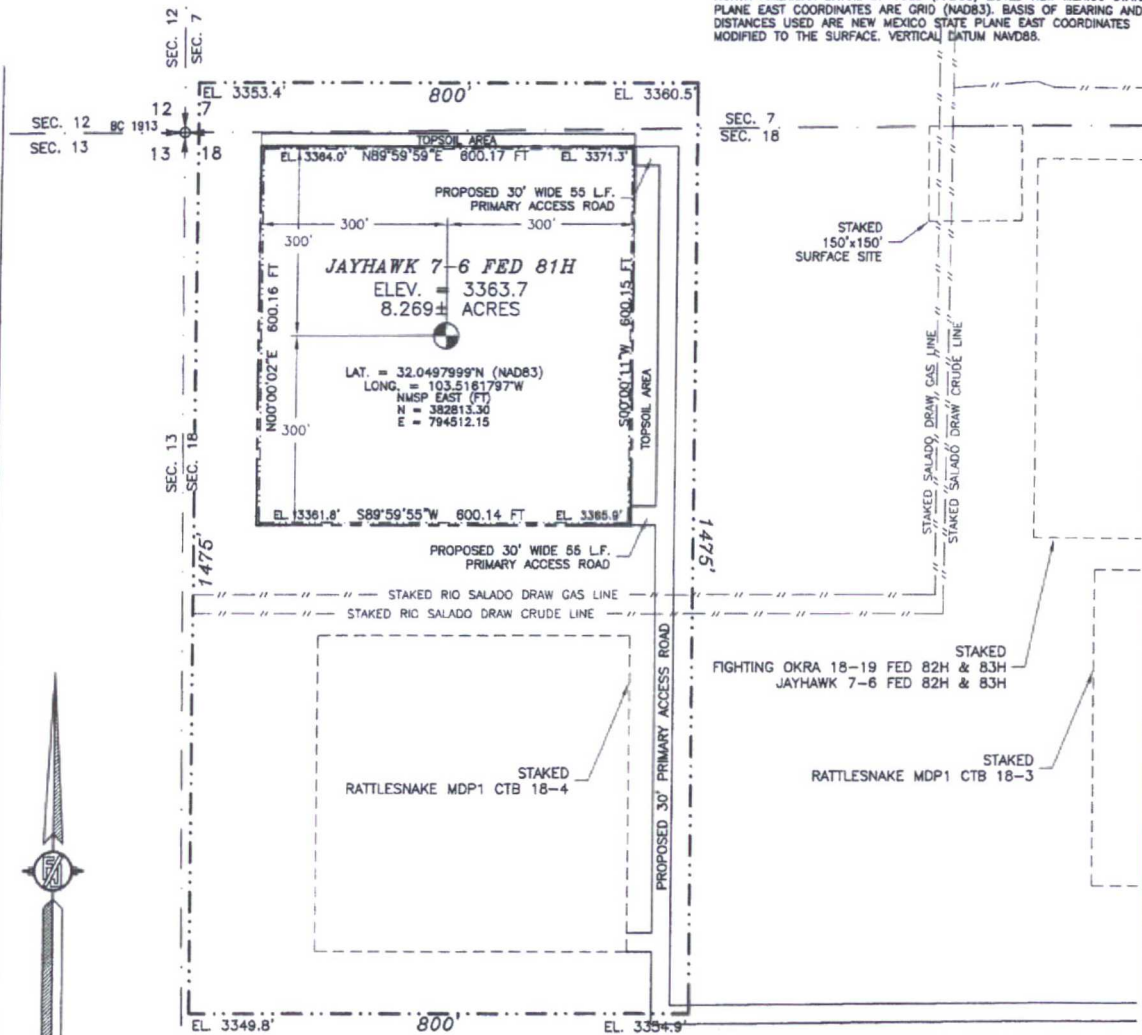 PLANE EAST COORDINATES ARE GRID (NAD83). BASIS OF BEARING AND
DISTANCES USED ARE NEW MEXICO STATE PLANE EAST COORDINATES
MODIFIED TO THE SURFACE. VERTICAL DATUM NAVD88.
SEC. 12
SEC. 7
EL. 3353.4'
800'
EL. 3360.5'
SEC. 12
SEC. 13
BC 1913
12
7
13
18
SEC. 7
SEC. 18
TOPSOIL AREA
EL. 3364.0'
N89°59'59"E 600.17 FT
EL. 3371.3'
PROPOSED 30' WIDE 55 L.F.
PRIMARY ACCESS ROAD
300'
300'
300'
STAKED
150'x150'
SURFACE SITE
JAYHAWK 7-6 FED 81H
ELEV. = 3363.7
8.269± ACRES
N00°00'02"E 600.16 FT
S00°00'11"W 600.15 FT
LAT. = 32.0497999°N (NAD83)
LONG. = 103.5161797°W
NMSP EAST (FT)
N = 382813.30
E = 794512.15
300'
TOPSOIL AREA
STAKED SALADO DRAW GAS LINE
STAKED SALADO DRAW CRUDE LINE
SEC. 13
SEC. 18
EL. 3361.8'
S89°59'55"W 600.14 FT
EL. 3365.9'
PROPOSED 30' WIDE 55 L.F.
PRIMARY ACCESS ROAD
1475'
1475'
STAKED RIO SALADO DRAW GAS LINE
STAKED RIO SALADO DRAW CRUDE LINE
PROPOSED 30' PRIMARY ACCESS ROAD
STAKED
FIGHTING OKRA 18-19 FED 82H & 83H
JAYHAWK 7-6 FED 82H & 83H
STAKED
RATTLESNAKE MDP1 CTB 18-4
STAKED
RATTLESNAKE MDP1 CTB 18-3
EL. 3349.8'
800'
EL. 3354.9'